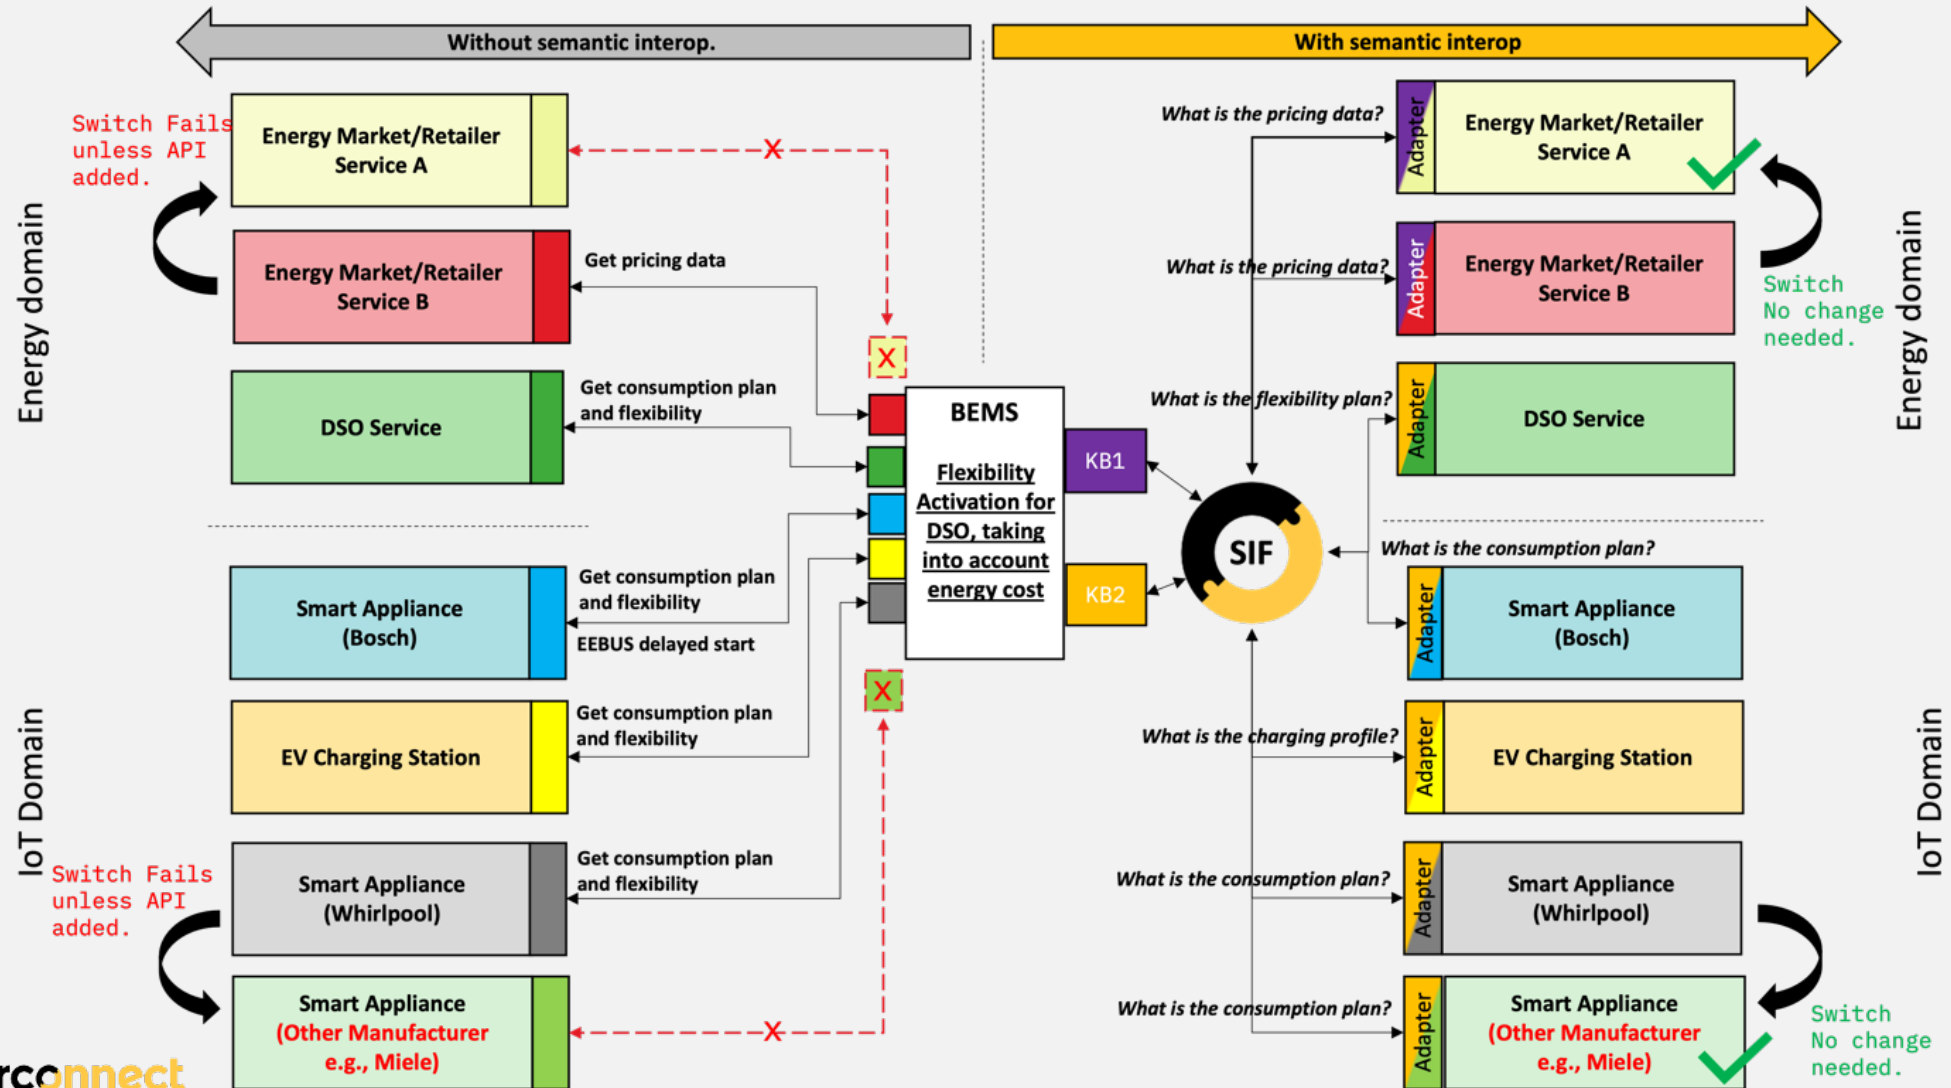 Without semantic interop.
With semantic interop
Switch Fails
unless API
added.
Energy domain
Energy Market/Retailer
Service A
X
Energy Market/Retailer
Service B
Get pricing data
DSO Service
Get consumption plan
and flexibility
X
IoT Domain
Smart Appliance
(Bosch)
Get consumption plan
and flexibility
EEBUS delayed start
EV Charging Station
Get consumption plan
and flexibility
Switch Fails
unless API
added.
Smart Appliance
(Whirlpool)
Get consumption plan
and flexibility
Smart Appliance
(Other Manufacturer
e.g., Miele)
X
X
BEMS
Flexibility
Activation for
DSO, taking
into account
energy cost
KB1
KB2
SIF
What is the pricing data?
Adapter
Energy Market/Retailer
Service A
What is the pricing data?
Adapter
Energy Market/Retailer
Service B
Switch
No change
needed.
Energy domain
What is the flexibility plan?
Adapter
DSO Service
What is the consumption plan?
Adapter
Smart Appliance
(Bosch)
What is the charging profile?
Adapter
EV Charging Station
IoT Domain
What is the consumption plan?
Adapter
Smart Appliance
(Whirlpool)
What is the consumption plan?
Adapter
Smart Appliance
(Other Manufacturer
e.g., Miele)
Switch
No change
needed.
rconnect